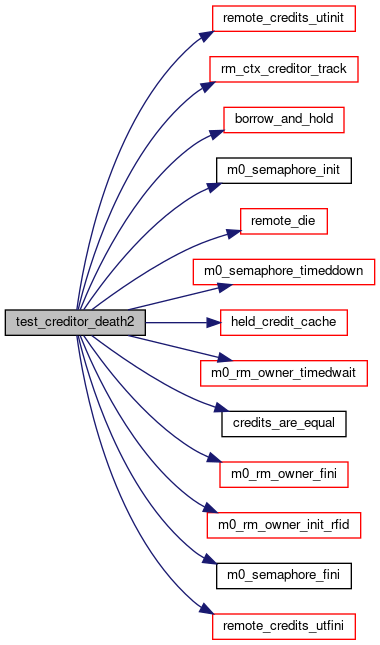 remote_credits_utinit
rm_ctx_creditor_track
borrow_and_hold
m0_semaphore_init
remote_die
m0_semaphore_timeddown
test_creditor_death2
held_credit_cache
m0_rm_owner_timedwait
credits_are_equal
m0_rm_owner_fini
m0_rm_owner_init_rfid
m0_semaphore_fini
remote_credits_utfini